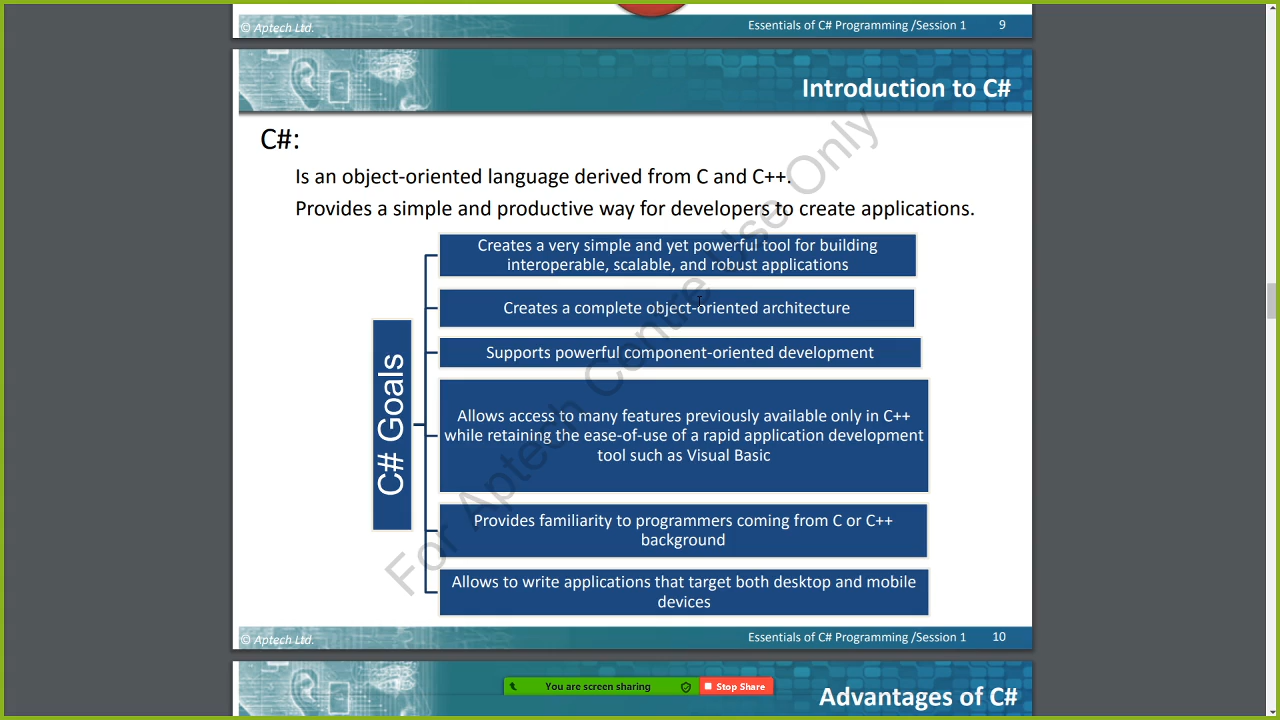 © Aptech Ltd.
Essentials of C# Programming /Session 1
9
Introduction to C#
C#:
Is an object-oriented language derived from C and C++.
Provides a simple and productive way for developers to create applications.
C# Goals
Creates a very simple and yet powerful tool for building
interoperable, scalable, and robust applications
Creates a complete object-oriented architecture
Supports powerful component-oriented development
Allows access to many features previously available only in C++
while retaining the ease-of-use of a rapid application development
tool such as Visual Basic
Provides familiarity to programmers coming from C or C++
background
Allows to write applications that target both desktop and mobile
devices
For Aptech Centre Use Only
© Aptech Ltd.
Essentials of C# Programming /Session 1
10
You are screen sharing
Stop Share
Advantages of C#